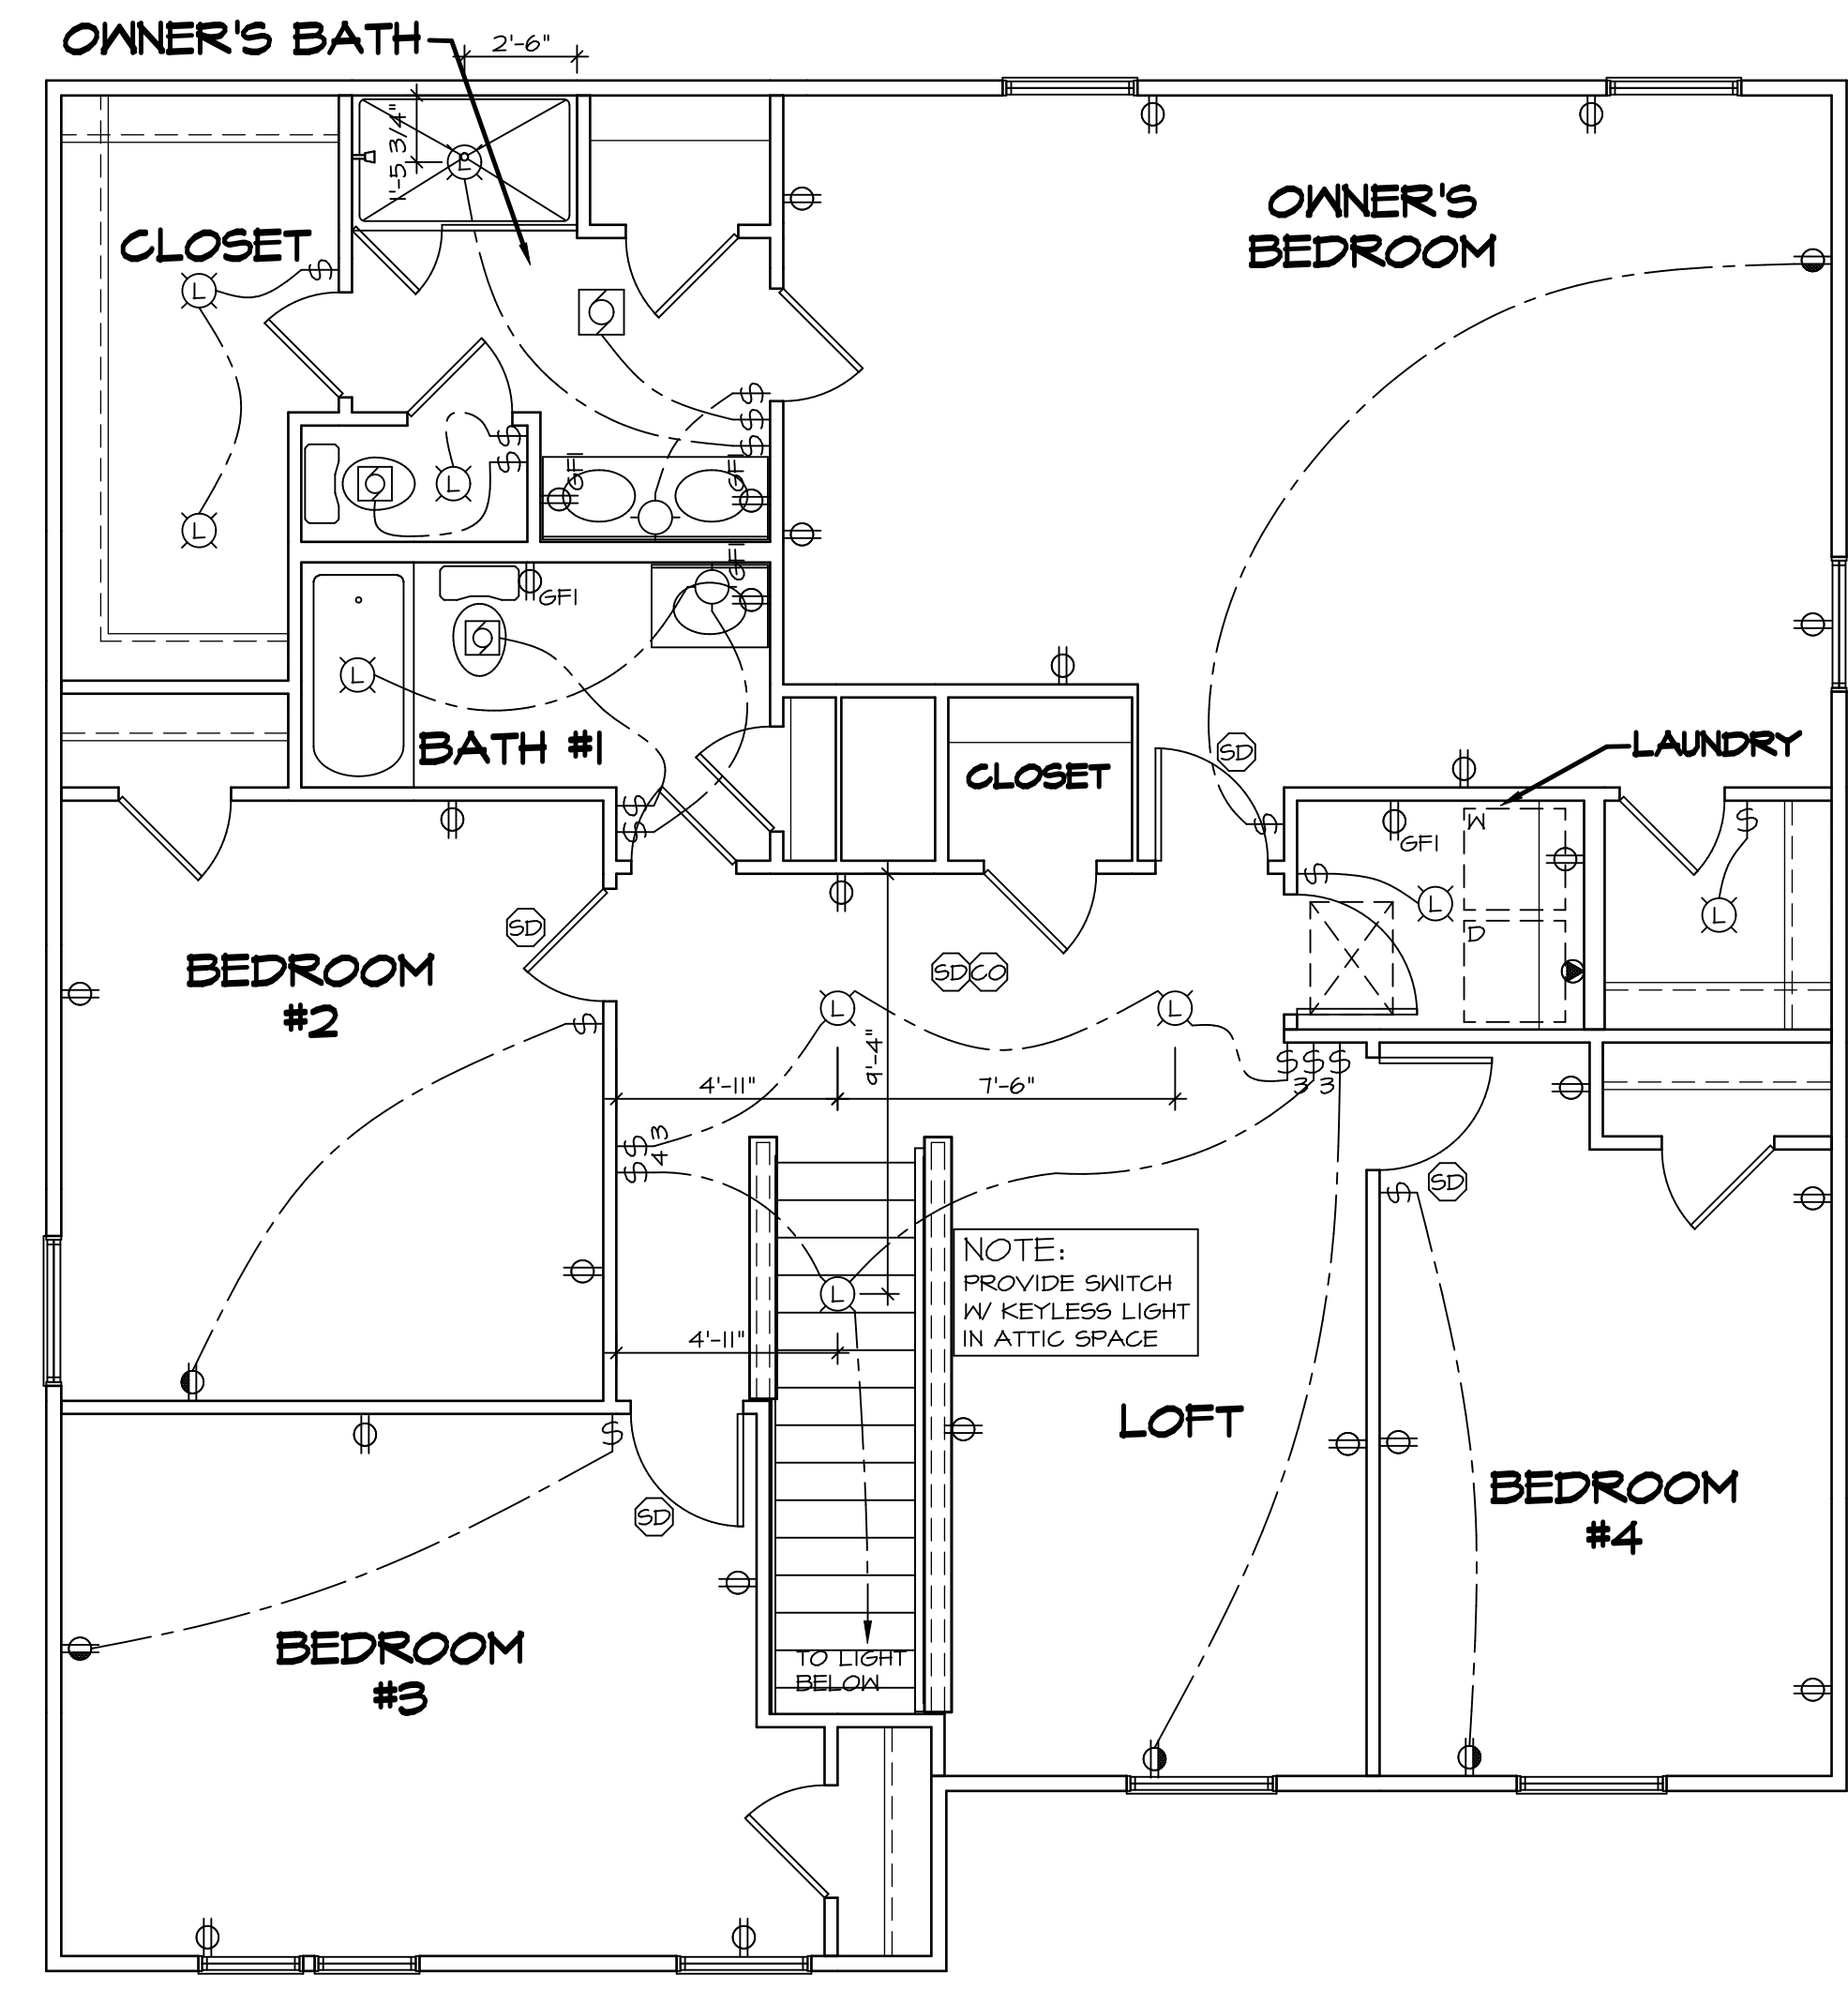 OWNER'S BATH
2'-6"
1'-5 3/4"
L
CLOSET
$
L
OWNER'S
BEDROOM
$
$
$
$
$
L
GFI
GFI
L
GFI
GFI
L
BATH #1
$
$
CLOSET
SD
$
LAUNDRY
W
GFI
$
L
D
$
L
BEDROOM
#2
SD
$
SD CO
L
L
9'-4"
4'-11"
7'-6"
$ $ $
3 3
$ 3
$ 4
$
SD
L
4'-11"
NOTE:
PROVIDE SWITCH
W/ KEYLESS LIGHT
IN ATTIC SPACE
LOFT
BEDROOM
#4
$
SD
BEDROOM
#3
TO LIGHT
BELOW